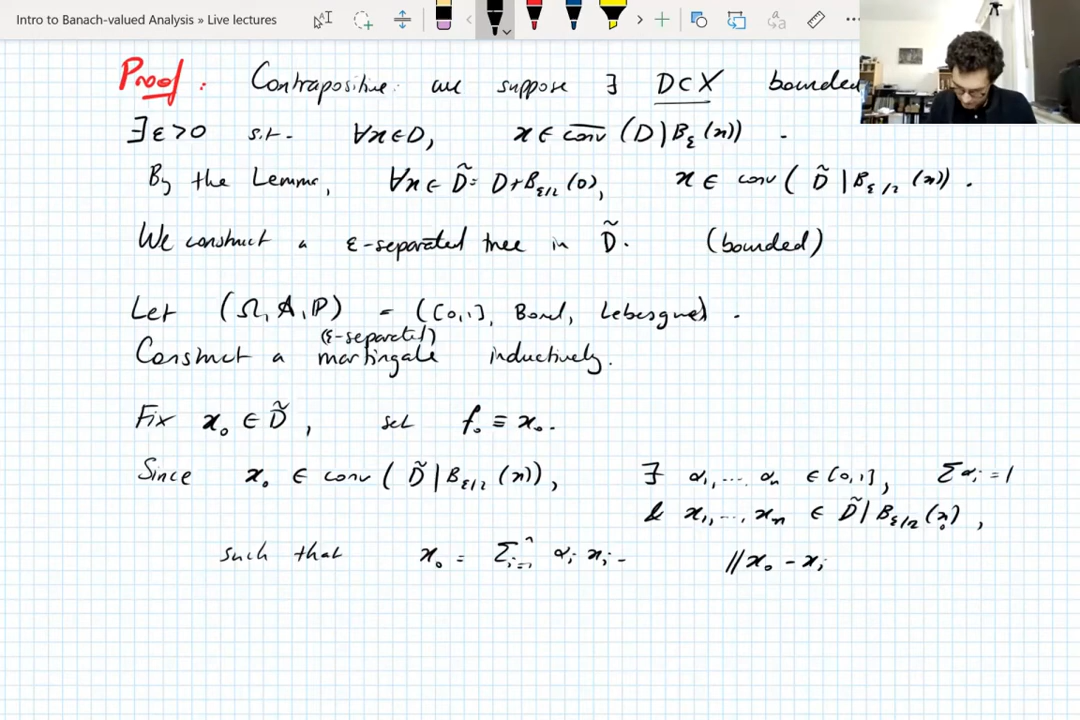 Intro to Banach-valued Analysis » Live lectures
Proof: Contrapositive: we suppose ∃ D⊂X bounded
∃ε>0 s.t. ∀x∈D, x∈ conv̅ (D\B_ε(x)).
By the Lemma, ∀x∈ D̃ = D+B_{ε/2}(0), x∈ conv( D̃ \ B_{ε/2}(x)).
We construct a ε-separated tree in D̃. (bounded)
Let (Ω, A, P) = ([0,1], Borel, Lebesgue).
(ε-separated)
Construct a martingale inductively.
Fix x₀ ∈ D̃, set f₀ ≡ x₀.
Since x₀ ∈ conv( D̃ \ B_{ε/2}(x)), ∃ α₁,…,αₙ ∈ [0,1], Σαᵢ=1
& x₁,…,xₙ ∈ D̃ \ B_{ε/2}(x₀),
such that x₀ = Σᵢ₌₁ⁿ αᵢ xᵢ. ‖x₀ - xᵢ